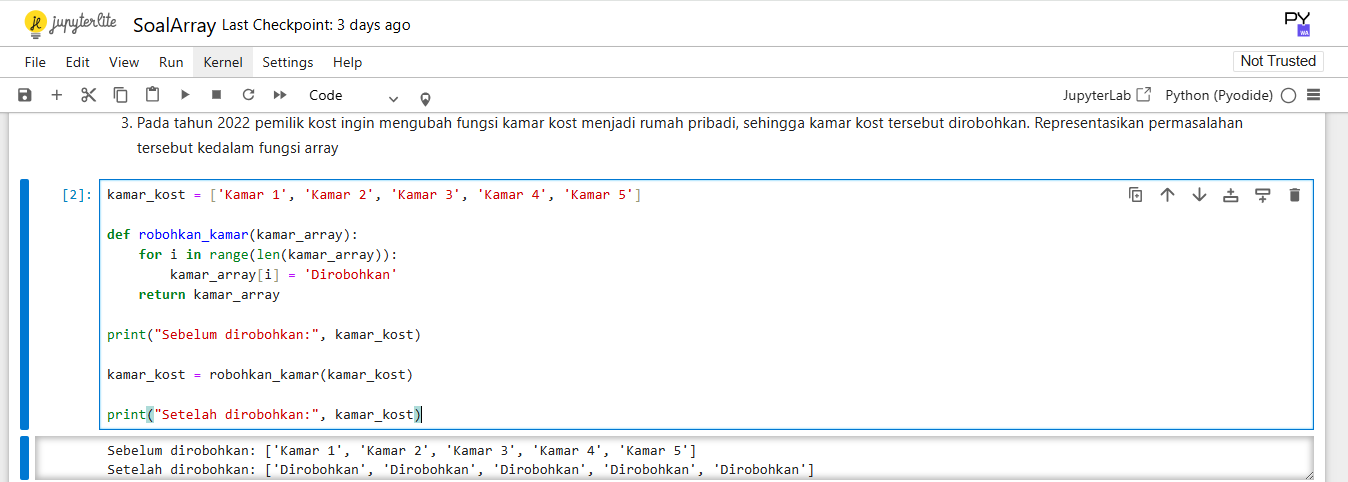 jupyterlite SoalArray Last Checkpoint: 3 days ago
PY
WA
File Edit View Run Kernel Settings Help
Not Trusted
Code
JupyterLab Python (Pyodide)
3. Pada tahun 2022 pemilik kost ingin mengubah fungsi kamar kost menjadi rumah pribadi, sehingga kamar kost tersebut dirobohkan. Representasikan permasalahan
tersebut kedalam fungsi array
[2]: kamar_kost = ['Kamar 1', 'Kamar 2', 'Kamar 3', 'Kamar 4', 'Kamar 5']
def robohkan_kamar(kamar_array):
    for i in range(len(kamar_array)):
        kamar_array[i] = 'Dirobohkan'
    return kamar_array
print("Sebelum dirobohkan:", kamar_kost)
kamar_kost = robohkan_kamar(kamar_kost)
print("Setelah dirobohkan:", kamar_kost)
Sebelum dirobohkan: ['Kamar 1', 'Kamar 2', 'Kamar 3', 'Kamar 4', 'Kamar 5']
Setelah dirobohkan: ['Dirobohkan', 'Dirobohkan', 'Dirobohkan', 'Dirobohkan', 'Dirobohkan']